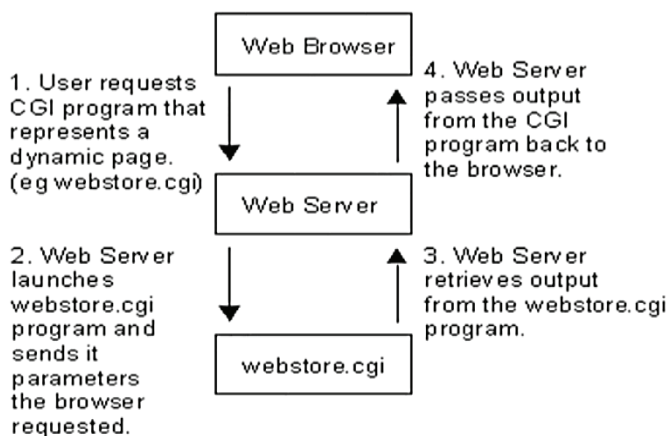 Web Browser
1. User requests
CGI program that
represents a
dynamic page.
(eg webstore.cgi)
4. Web Server
passes output
from the CGI
program back to
the browser.
Web Server
2. Web Server
launches
webstore.cgi
program and
sends it
parameters
the browser
requested.
3. Web Server
retrieves output
from the webstore.cgi
program.
webstore.cgi